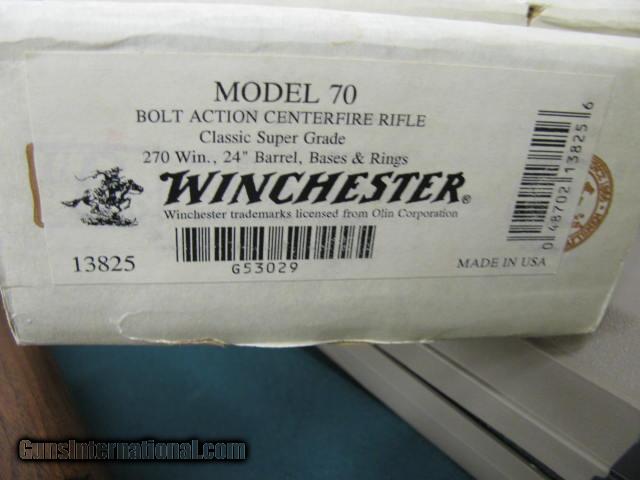 MODEL 70
BOLT ACTION CENTERFIRE RIFLE
Classic Super Grade
270 Win., 24" Barrel, Bases & Rings
WINCHESTER®
Winchester trademarks licensed from Olin Corporation
13825
G53029
MADE IN USA
0 48702 13825 6
GunsInternational.com